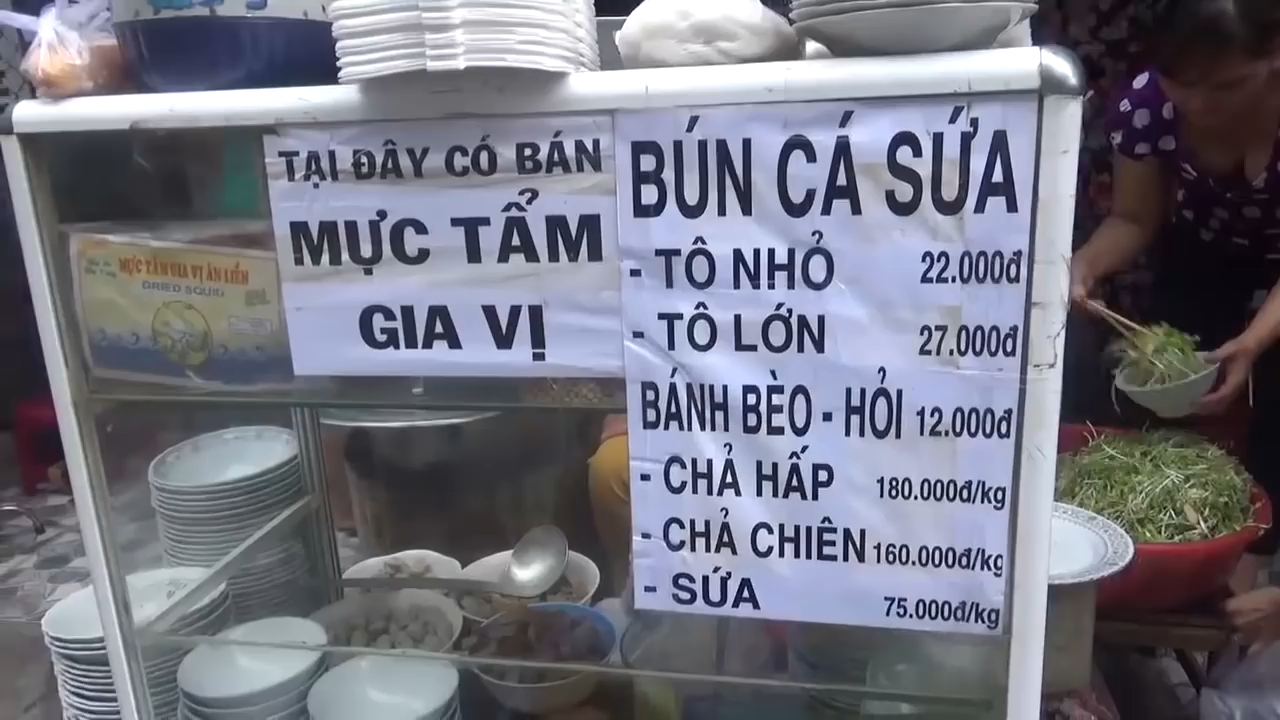 TẠI ĐÂY CÓ BÁN
MỰC TẨM
GIA VỊ
BÚN CÁ SỨA
- TÔ NHỎ 22.000đ
- TÔ LỚN 27.000đ
BÁNH BÈO - HỎI 12.000đ
- CHẢ HẤP 180.000đ/kg
- CHẢ CHIÊN 160.000đ/kg
- SỨA 75.000đ/kg
MỰC TẨM GIA VỊ ĂN LIỀN
DRIED SQUID